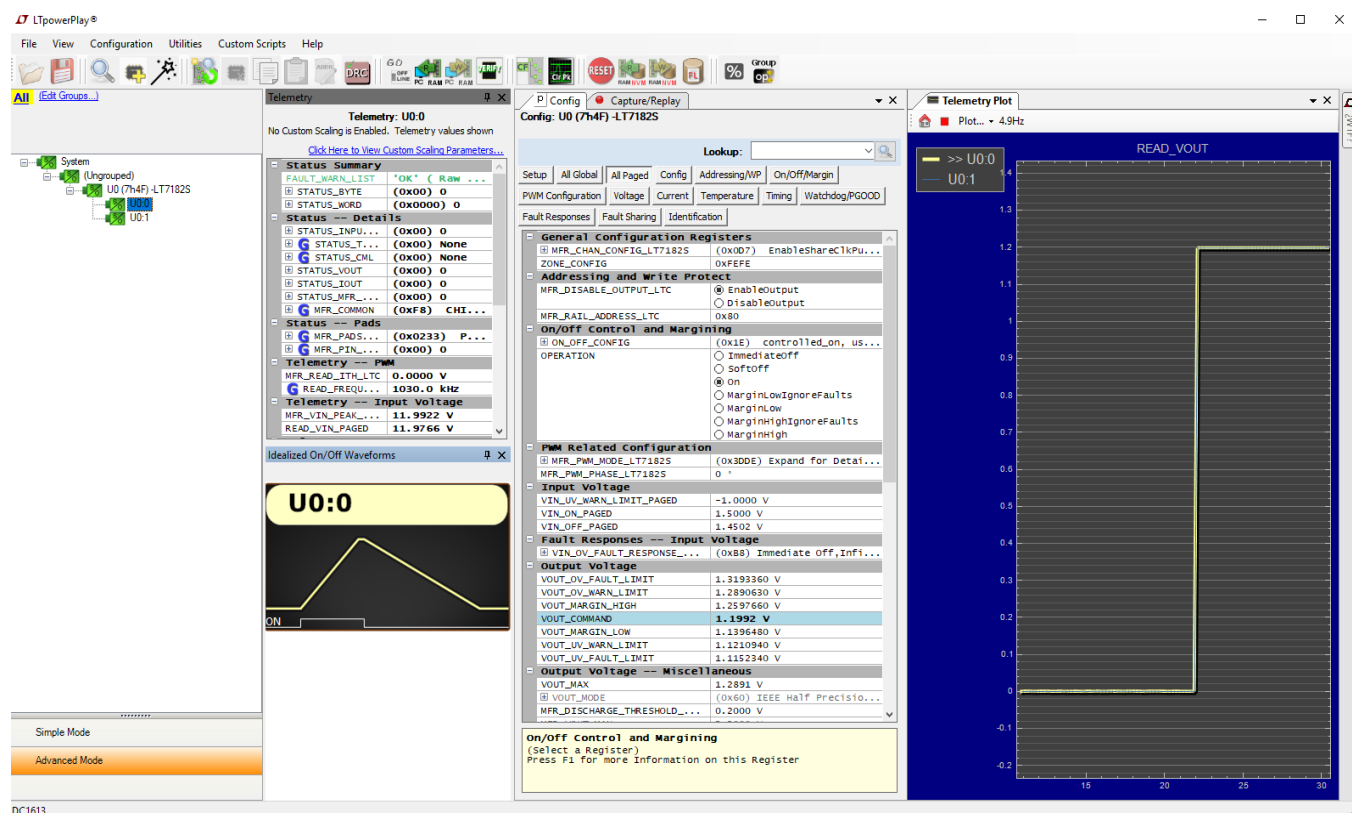 LTpowerPlay®
File View Configuration Utilities Custom Scripts Help
All (Edit Groups...)
System
(Ungrouped)
U0 (7h4F) -LT7182S
U0:0
U0:1
Simple Mode
Advanced Mode
DC1613
Telemetry
Telemetry: U0:0
No Custom Scaling is Enabled. Telemetry values shown
Click Here to View Custom Scaling Parameters...
Status Summary
FAULT_WARN_LIST "OK" ( Raw ...
STATUS_BYTE (0x00) 0
STATUS_WORD (0x0000) 0
Status -- Details
STATUS_INPU... (0x00) 0
G STATUS_T... (0x00) None
G STATUS_CML (0x00) None
STATUS_VOUT (0x00) 0
STATUS_IOUT (0x00) 0
STATUS_MFR_... (0x00) 0
G MFR_COMMON (0xF8) CHI...
Status -- Pads
G MFR_PADS... (0x0233) P...
G MFR_PIN_... (0x00) 0
Telemetry -- PWM
MFR_READ_ITH_LTC 0.0000 V
G READ_FREQU... 1030.0 kHz
Telemetry -- Input Voltage
MFR_VIN_PEAK_... 11.9922 V
READ_VIN_PAGED 11.9766 V
Idealized On/Off Waveforms
U0:0
ON
Config Capture/Replay
Config: U0 (7h4F) -LT7182S
Lookup:
Setup All Global All Paged Config Addressing/WP On/Off/Margin
PWM Configuration Voltage Current Temperature Timing Watchdog/PGOOD
Fault Responses Fault Sharing Identification
General Configuration Registers
MFR_CHAN_CONFIG_LT7182S (0x0D7) EnableShareClkPu...
ZONE_CONFIG 0xFEFE
Addressing and Write Protect
MFR_DISABLE_OUTPUT_LTC EnableOutput
DisableOutput
MFR_RAIL_ADDRESS_LTC 0x80
On/Off Control and Margining
ON_OFF_CONFIG (0x1E) controlled_on, us...
OPERATION ImmediateOff
SoftOff
On
MarginLowIgnoreFaults
MarginLow
MarginHighIgnoreFaults
MarginHigh
PWM Related Configuration
MFR_PWM_MODE_LT7182S (0x3DDE) Expand for Detai...
MFR_PWM_PHASE_LT7182S 0 °
Input Voltage
VIN_UV_WARN_LIMIT_PAGED -1.0000 V
VIN_ON_PAGED 1.5000 V
VIN_OFF_PAGED 1.4502 V
Fault Responses -- Input Voltage
VIN_OV_FAULT_RESPONSE_... (0xB8) Immediate Off,Infi...
Output Voltage
VOUT_OV_FAULT_LIMIT 1.3193360 V
VOUT_OV_WARN_LIMIT 1.2890630 V
VOUT_MARGIN_HIGH 1.2597660 V
VOUT_COMMAND 1.1992 V
VOUT_MARGIN_LOW 1.1396480 V
VOUT_UV_WARN_LIMIT 1.1210940 V
VOUT_UV_FAULT_LIMIT 1.1152340 V
Output Voltage -- Miscellaneous
VOUT_MAX 1.2891 V
VOUT_MODE (0x60) IEEE Half Precisio...
MFR_DISCHARGE_THRESHOLD_... 0.2000 V
On/Off Control and Margining
(Select a Register)
Press F1 for more Information on this Register
Telemetry Plot
Plot... 4.9Hz
READ_VOUT
>> U0:0
U0:1
1.3
1.2
1.1
1
0.9
0.8
0.7
0.6
0.5
0.4
0.3
0.2
0.1
0
-0.1
-0.2
15 20 25 30